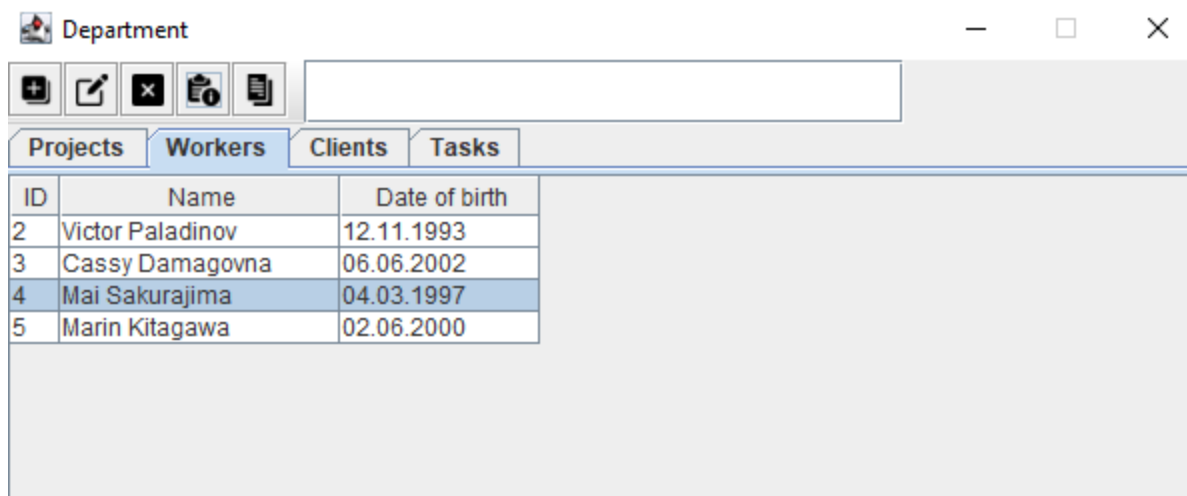 Department
Projects Workers Clients Tasks
ID Name Date of birth
2 Victor Paladinov 12.11.1993
3 Cassy Damagovna 06.06.2002
4 Mai Sakurajima 04.03.1997
5 Marin Kitagawa 02.06.2000